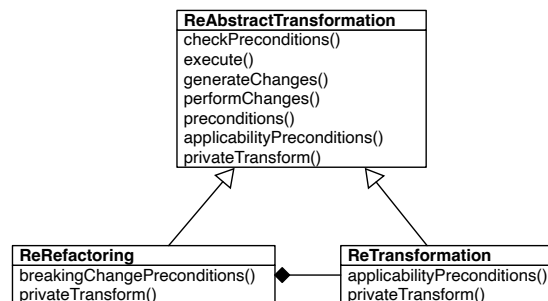 ReAbstractTransformation
checkPreconditions()
execute()
generateChanges()
performChanges()
preconditions()
applicabilityPreconditions()
privateTransform()
ReRefactoring
breakingChangePreconditions()
privateTransform()
ReTransformation
applicabilityPreconditions()
privateTransform()